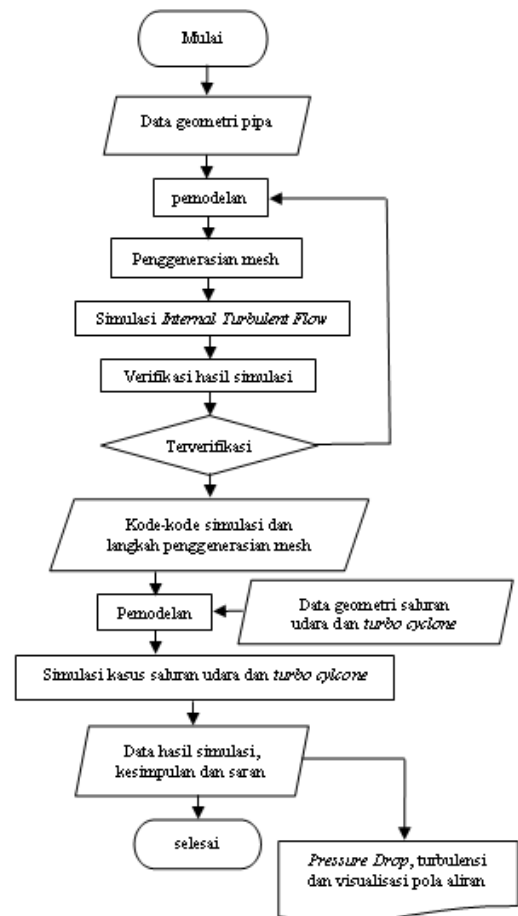 Mulai
Data geometri pipa
pemodelan
Penggenerasian mesh
Simulasi Internal Turbulent Flow
Verifikasi hasil simulasi
Terverifikasi
Kode-kode simulasi dan
langkah penggenerasian mesh
Pemodelan
Data geometri saluran
udara dan turbo cyclone
Simulasi kasus saluran udara dan turbo cylcone
Data hasil simulasi,
kesimpulan dan saran
selesai
Pressure Drop, turbulensi
dan visualisasi pola aliran